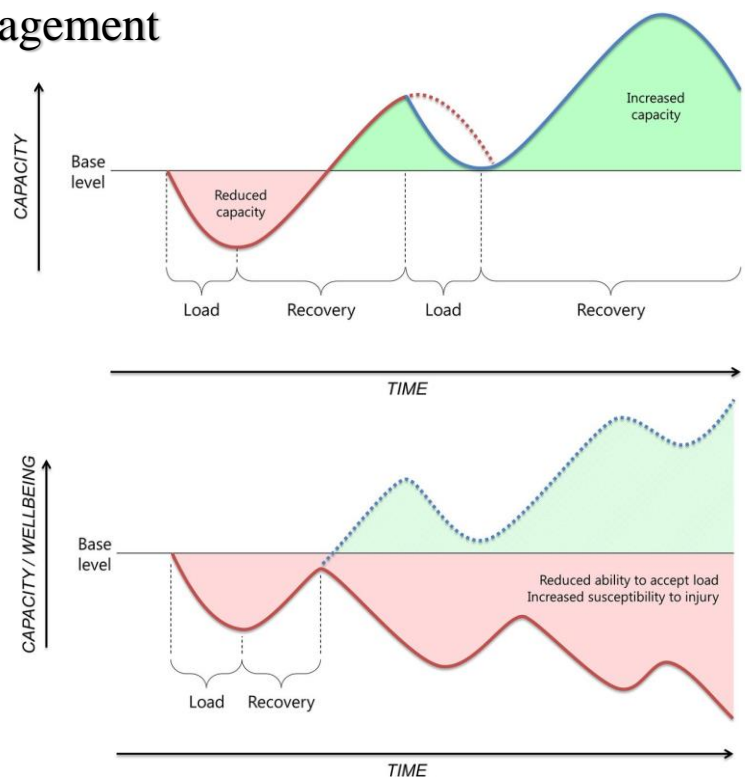 agement
CAPACITY
Base
level
Reduced
capacity
Increased
capacity
Load
Recovery
Load
Recovery
TIME
CAPACITY / WELLBEING
Base
level
Reduced ability to accept load
Increased susceptibility to injury
Load
Recovery
TIME